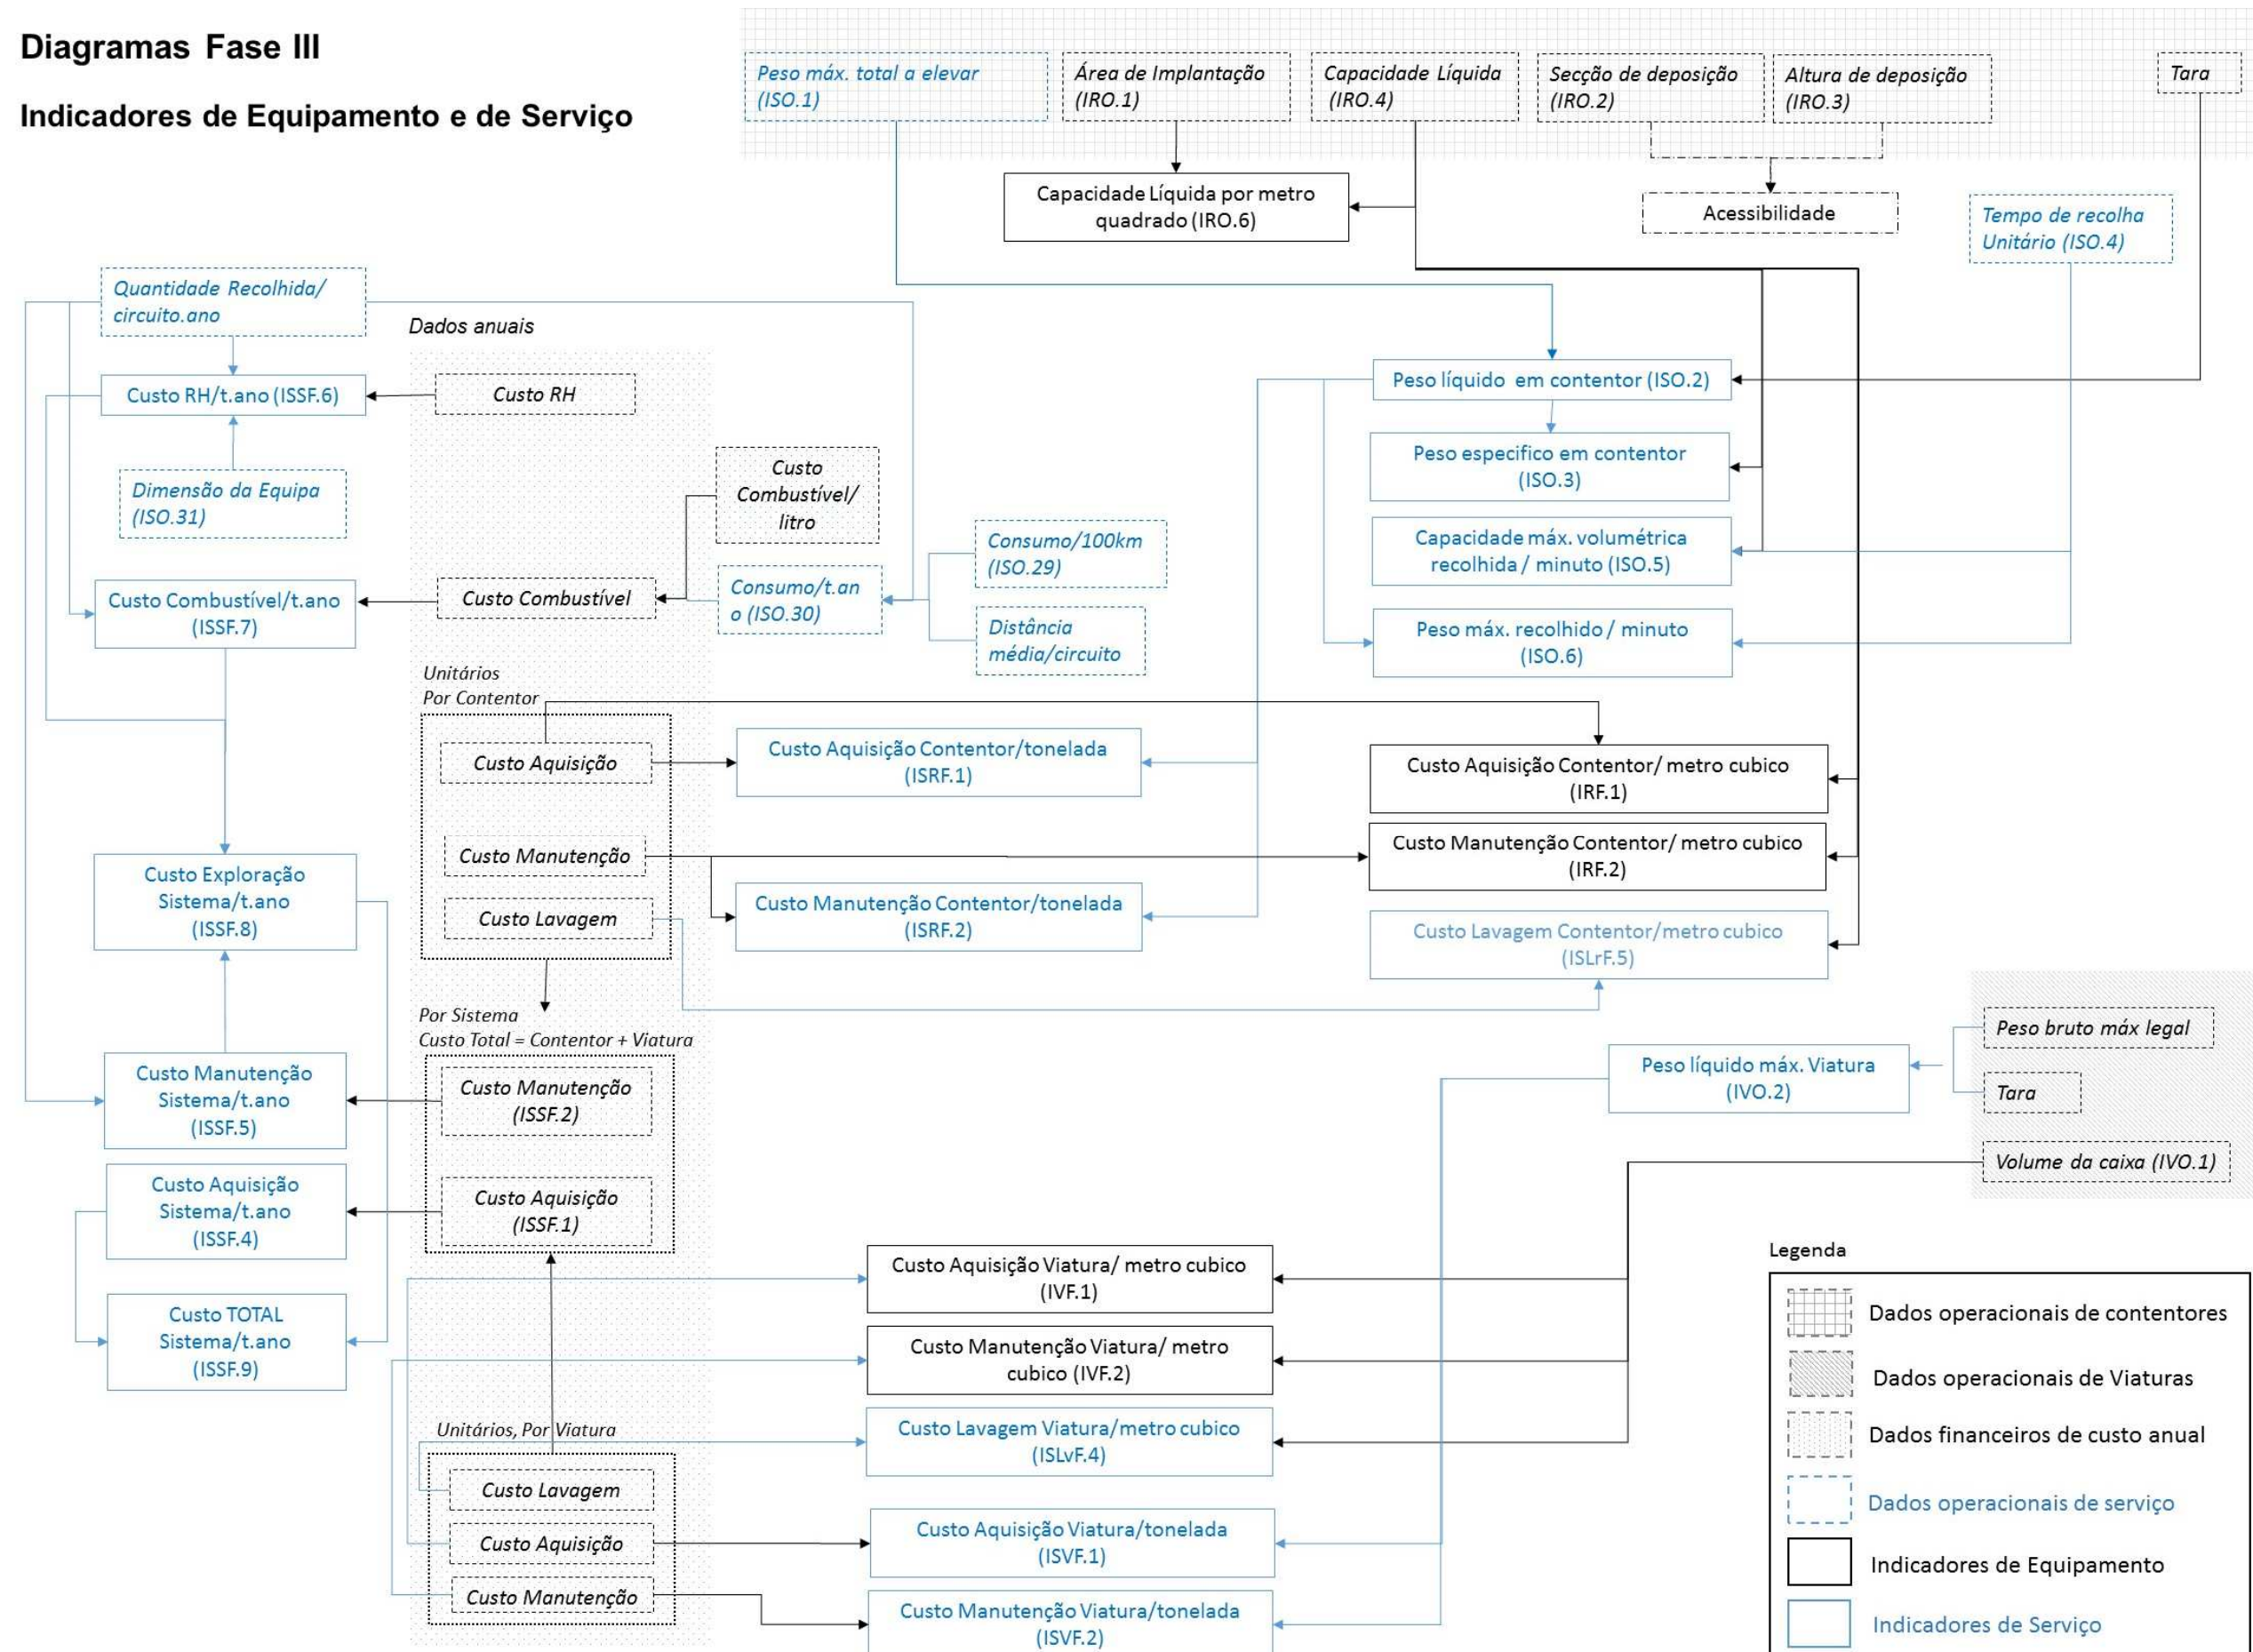 Diagramas Fase III
Indicadores de Equipamento e de Serviço
Peso máx. total a elevar
(ISO.1)
Área de Implantação
(IRO.1)
Capacidade Líquida
(IRO.4)
Secção de deposição
(IRO.2)
Altura de deposição
(IRO.3)
Tara
Capacidade Líquida por metro
quadrado (IRO.6)
Acessibilidade
Tempo de recolha
Unitário (ISO.4)
Quantidade Recolhida/
circuito.ano
Dados anuais
Custo RH/t.ano (ISSF.6)
Custo RH
Peso líquido em contentor (ISO.2)
Dimensão da Equipa
(ISO.31)
Custo
Combustível/
litro
Peso especifico em contentor
(ISO.3)
Consumo/100km
(ISO.29)
Capacidade máx. volumétrica
recolhida / minuto (ISO.5)
Custo Combustível/t.ano
(ISSF.7)
Custo Combustível
Consumo/t.an
o (ISO.30)
Distância
média/circuito
Peso máx. recolhido / minuto
(ISO.6)
Unitários
Por Contentor
Custo Aquisição
Custo Aquisição Contentor/tonelada
(ISRF.1)
Custo Aquisição Contentor/ metro cubico
(IRF.1)
Custo Manutenção
Custo Manutenção Contentor/ metro cubico
(IRF.2)
Custo Exploração
Sistema/t.ano
(ISSF.8)
Custo Lavagem
Custo Manutenção Contentor/tonelada
(ISRF.2)
Custo Lavagem Contentor/metro cubico
(ISLrF.5)
Por Sistema
Custo Total = Contentor + Viatura
Peso bruto máx legal
Peso líquido máx. Viatura
(IVO.2)
Tara
Custo Manutenção
Sistema/t.ano
(ISSF.5)
Custo Manutenção
(ISSF.2)
Volume da caixa (IVO.1)
Custo Aquisição
Sistema/t.ano
(ISSF.4)
Custo Aquisição
(ISSF.1)
Custo TOTAL
Sistema/t.ano
(ISSF.9)
Custo Aquisição Viatura/ metro cubico
(IVF.1)
Custo Manutenção Viatura/ metro
cubico (IVF.2)
Unitários, Por Viatura
Custo Lavagem Viatura/metro cubico
(ISLvF.4)
Custo Lavagem
Custo Aquisição
Custo Aquisição Viatura/tonelada
(ISVF.1)
Custo Manutenção
Custo Manutenção Viatura/tonelada
(ISVF.2)
Legenda
Dados operacionais de contentores
Dados operacionais de Viaturas
Dados financeiros de custo anual
Dados operacionais de serviço
Indicadores de Equipamento
Indicadores de Serviço